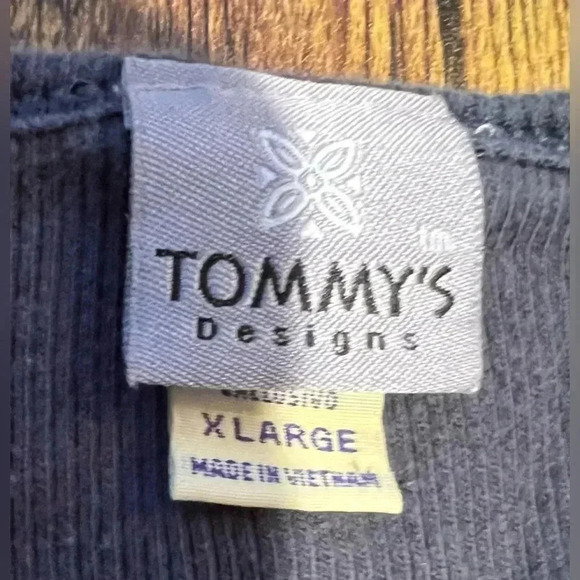 tm
TOMMY'S
Designs
XLARGE
MADE IN VIETNAM